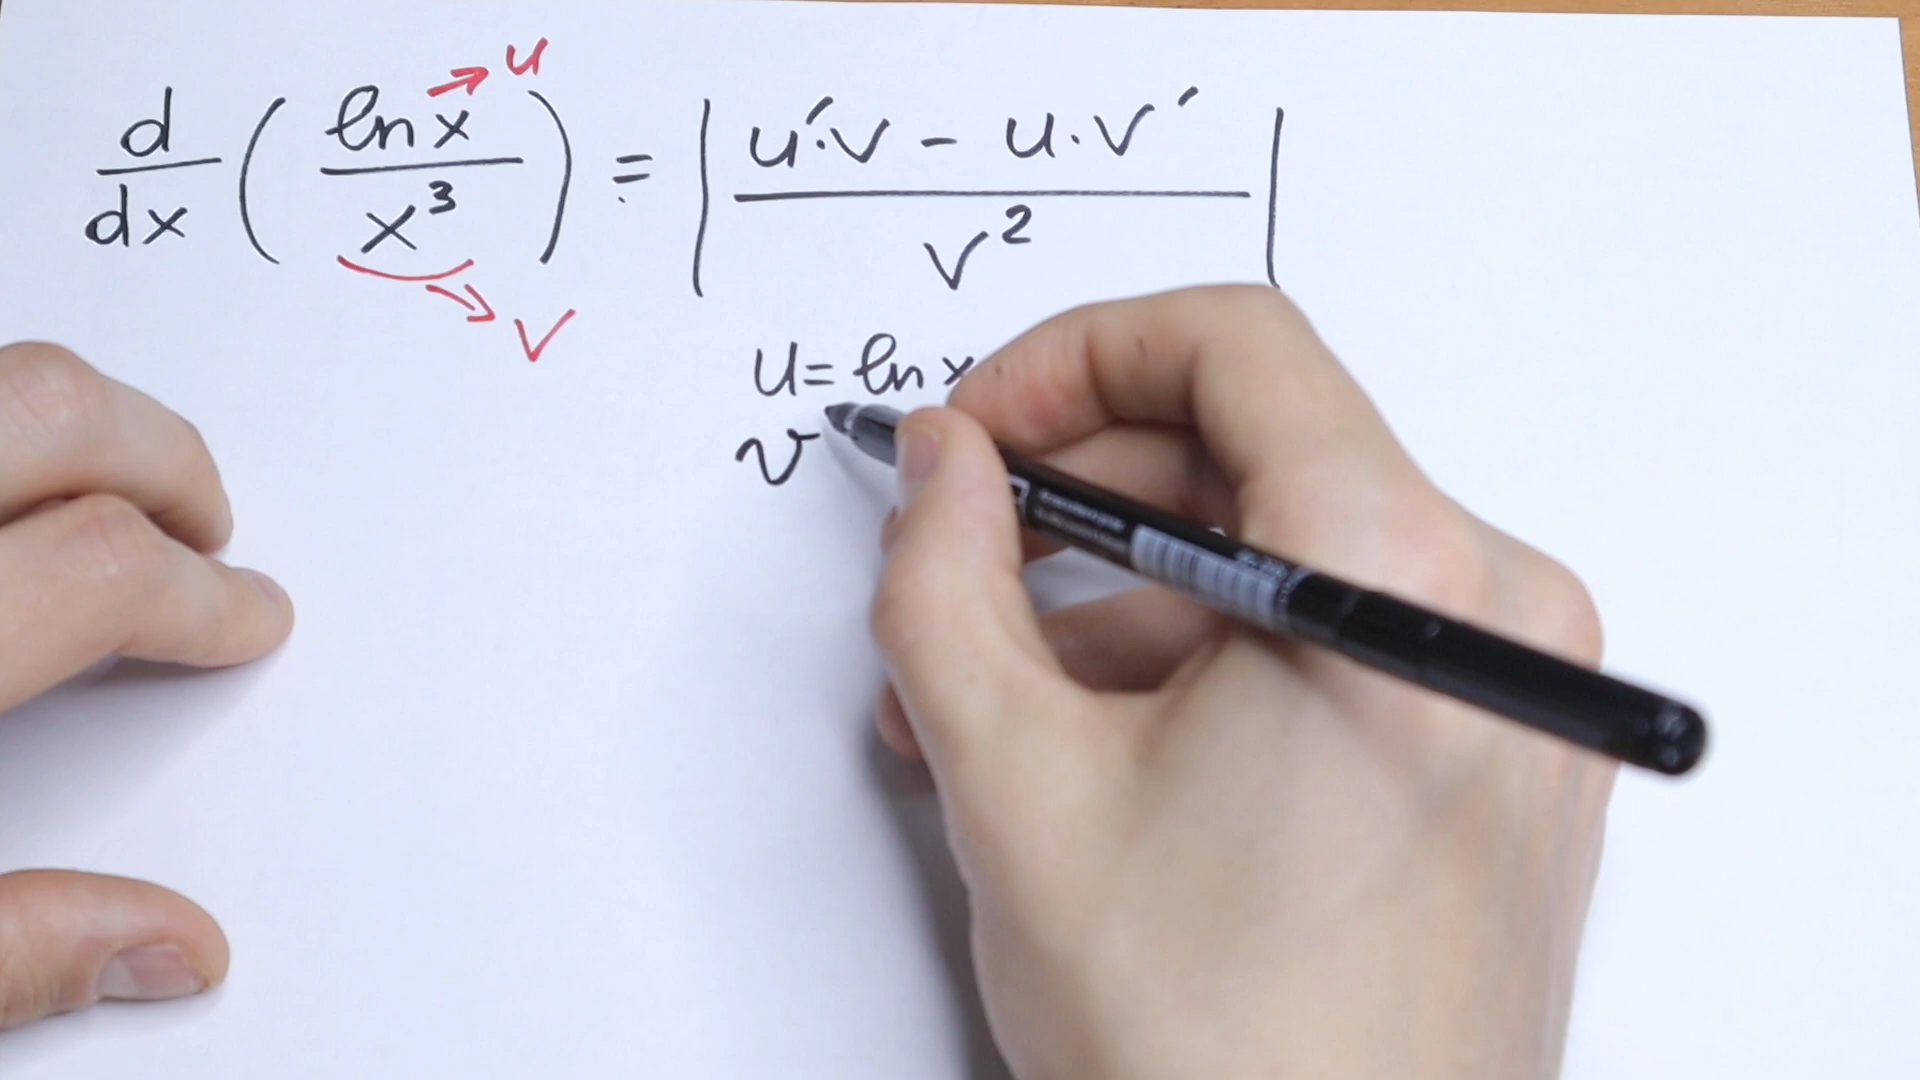 d/dx ( ln x / x³ ) = | u′·v - u·v′ / v² |
u
v
u = ln x
v